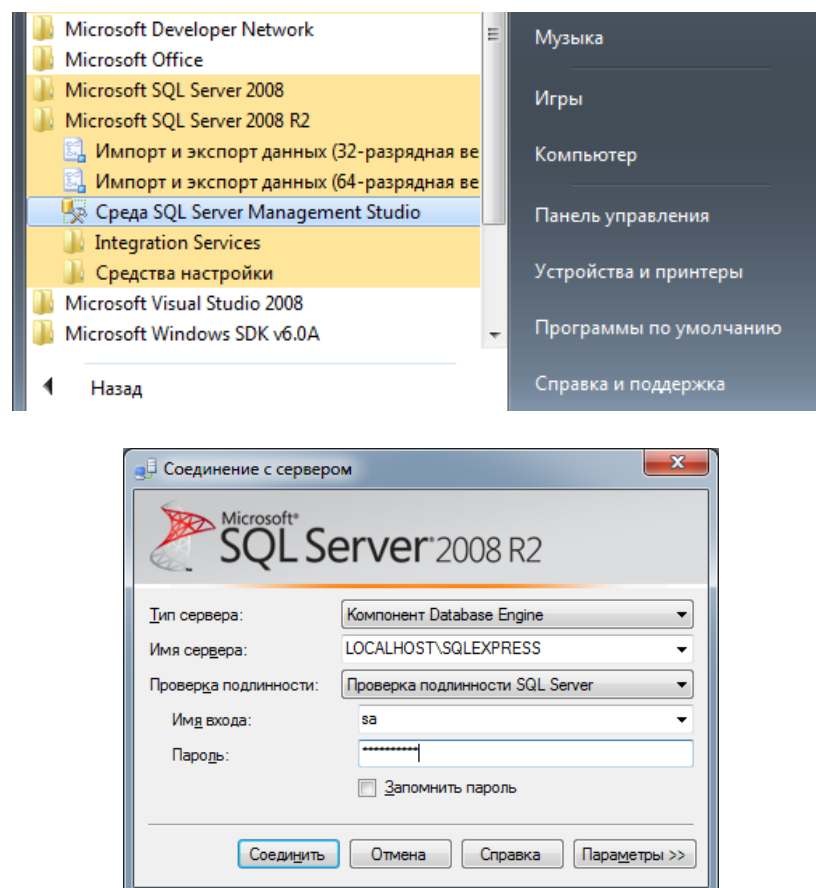 Microsoft Developer Network
Microsoft Office
Microsoft SQL Server 2008
Microsoft SQL Server 2008 R2
Импорт и экспорт данных (32-разрядная ве
Импорт и экспорт данных (64-разрядная ве
Среда SQL Server Management Studio
Integration Services
Средства настройки
Microsoft Visual Studio 2008
Microsoft Windows SDK v6.0A
Назад
Музыка
Игры
Компьютер
Панель управления
Устройства и принтеры
Программы по умолчанию
Справка и поддержка
Соединение с сервером
Microsoft®
SQL Server® 2008 R2
Тип сервера: Компонент Database Engine
Имя сервера: LOCALHOST\SQLEXPRESS
Проверка подлинности: Проверка подлинности SQL Server
Имя входа: sa
Пароль: **********
Запомнить пароль
Соединить Отмена Справка Параметры >>